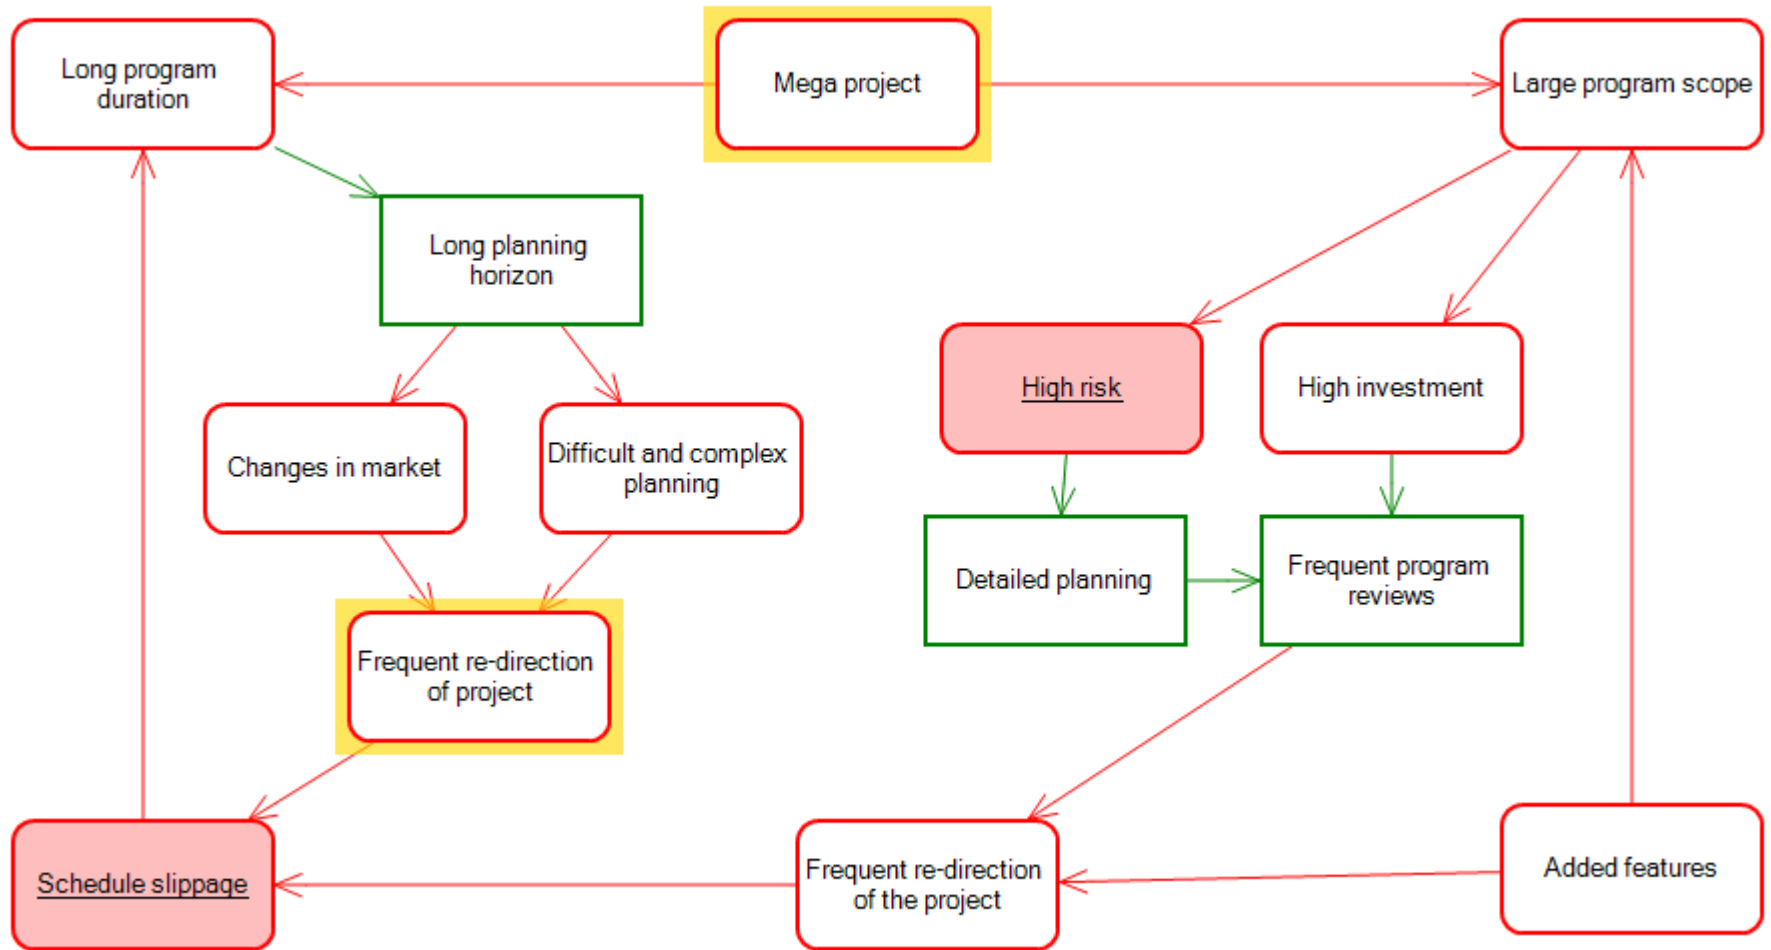 Long program
duration
Mega project
Large program scope
Long planning
horizon
High risk
High investment
Changes in market
Difficult and complex
planning
Detailed planning
Frequent program
reviews
Frequent re-direction
of project
Schedule slippage
Frequent re-direction
of the project
Added features